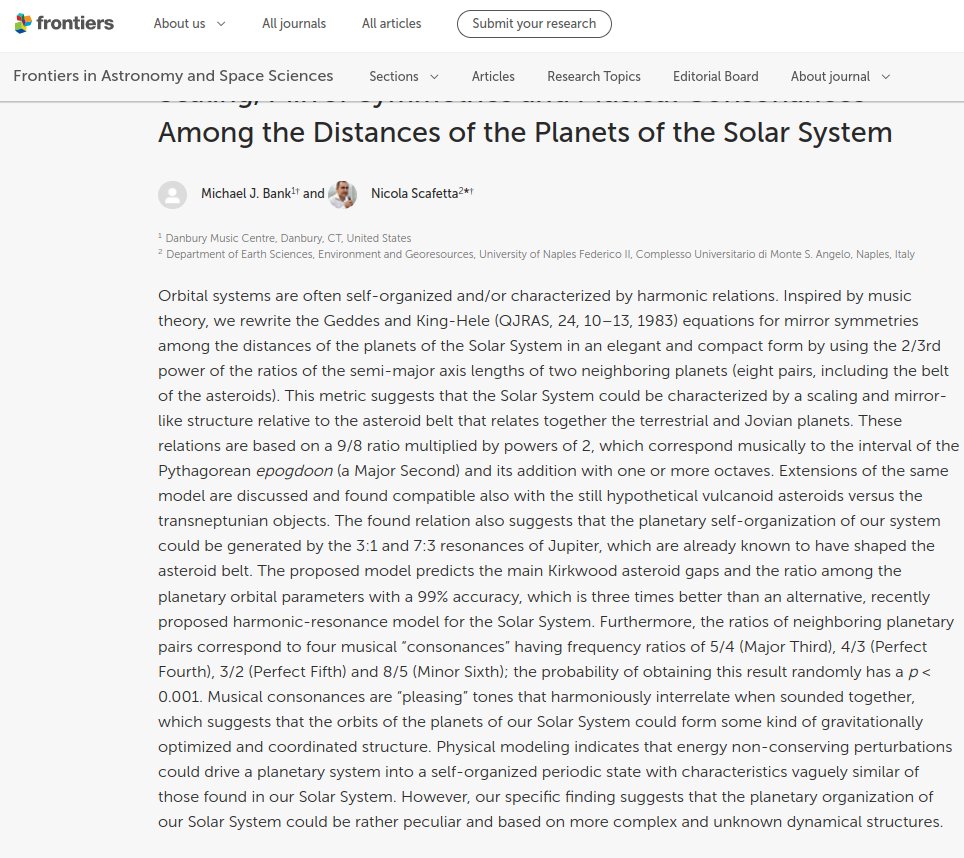 frontiers About us All journals All articles Submit your research
Frontiers in Astronomy and Space Sciences Sections Articles Research Topics Editorial Board About journal
Among the Distances of the Planets of the Solar System
Michael J. Bank¹† and Nicola Scafetta²*†
¹ Danbury Music Centre, Danbury, CT, United States
² Department of Earth Sciences, Environment and Georesources, University of Naples Federico II, Complesso Universitario di Monte S. Angelo, Naples, Italy
Orbital systems are often self-organized and/or characterized by harmonic relations. Inspired by music
theory, we rewrite the Geddes and King-Hele (QJRAS, 24, 10–13, 1983) equations for mirror symmetries
among the distances of the planets of the Solar System in an elegant and compact form by using the 2/3rd
power of the ratios of the semi-major axis lengths of two neighboring planets (eight pairs, including the belt
of the asteroids). This metric suggests that the Solar System could be characterized by a scaling and mirror-
like structure relative to the asteroid belt that relates together the terrestrial and Jovian planets. These
relations are based on a 9/8 ratio multiplied by powers of 2, which correspond musically to the interval of the
Pythagorean epogdoon (a Major Second) and its addition with one or more octaves. Extensions of the same
model are discussed and found compatible also with the still hypothetical vulcanoid asteroids versus the
transneptunian objects. The found relation also suggests that the planetary self-organization of our system
could be generated by the 3:1 and 7:3 resonances of Jupiter, which are already known to have shaped the
asteroid belt. The proposed model predicts the main Kirkwood asteroid gaps and the ratio among the
planetary orbital parameters with a 99% accuracy, which is three times better than an alternative, recently
proposed harmonic-resonance model for the Solar System. Furthermore, the ratios of neighboring planetary
pairs correspond to four musical “consonances” having frequency ratios of 5/4 (Major Third), 4/3 (Perfect
Fourth), 3/2 (Perfect Fifth) and 8/5 (Minor Sixth); the probability of obtaining this result randomly has a p <
0.001. Musical consonances are “pleasing” tones that harmoniously interrelate when sounded together,
which suggests that the orbits of the planets of our Solar System could form some kind of gravitationally
optimized and coordinated structure. Physical modeling indicates that energy non-conserving perturbations
could drive a planetary system into a self-organized periodic state with characteristics vaguely similar of
those found in our Solar System. However, our specific finding suggests that the planetary organization of
our Solar System could be rather peculiar and based on more complex and unknown dynamical structures.